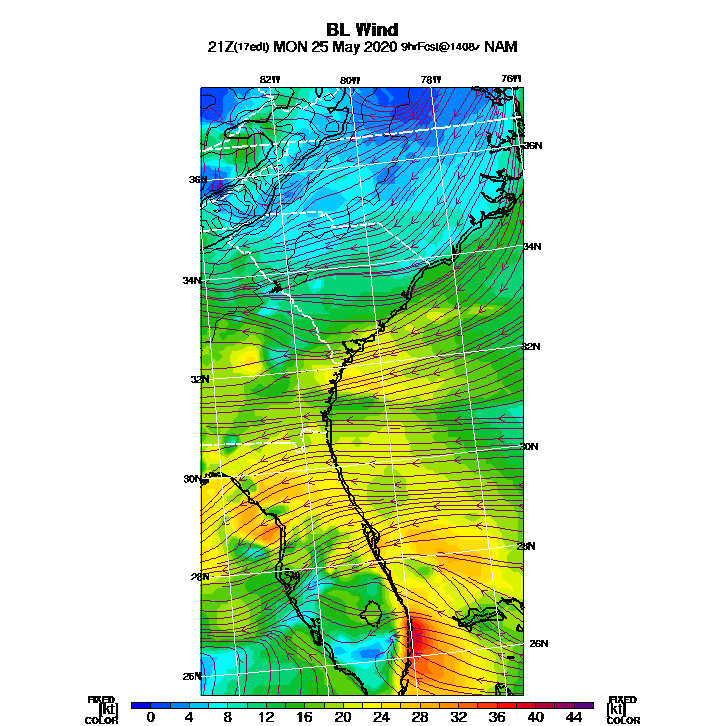 BL Wind
21Z(17edt) MON 25 May 2020 9hrFcst@1408z NAM
82W 80W 78W 76W
36N
36N
34N
34N
32N
32N
30N
30N
28N
28N
26N
26N
FIXED [kt] COLOR 0 4 8 12 16 20 24 28 32 36 40 44 FIXED [kt] COLOR